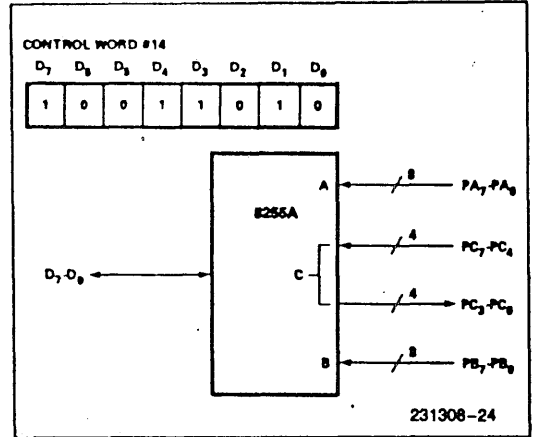 CONTROL WORD #14
D7 D6 D5 D4 D3 D2 D1 D0
1 0 0 1 1 0 1 0
8255A
A
8
PA7-PA0
4
PC7-PC4
D7-D0
C
4
PC3-PC0
B
8
PB7-PB0
231308-24